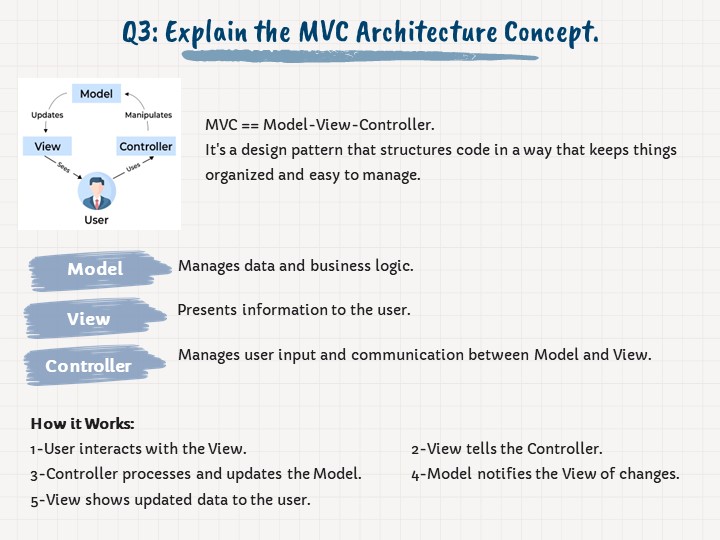 Q3: Explain the MVC Architecture Concept.
Model
Updates
Manipulates
View
Controller
Sees
Uses
User
MVC == Model-View-Controller.
It's a design pattern that structures code in a way that keeps things
organized and easy to manage.
Model
Manages data and business logic.
View
Presents information to the user.
Controller
Manages user input and communication between Model and View.
How it Works:
1-User interacts with the View.
2-View tells the Controller.
3-Controller processes and updates the Model.
4-Model notifies the View of changes.
5-View shows updated data to the user.